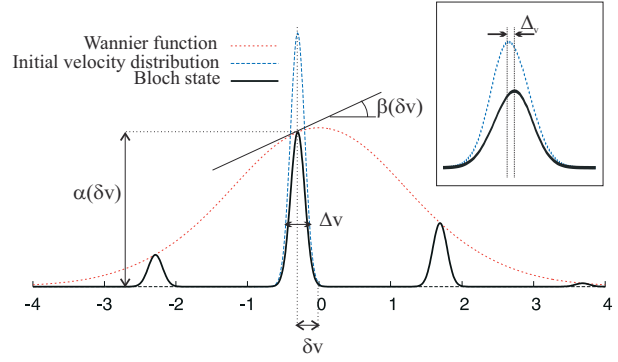 Wannier function
Initial velocity distribution
Bloch state
Δv
β(δv)
α(δv)
Δv
-4 -3 -2 -1 0 1 2 3 4
δv